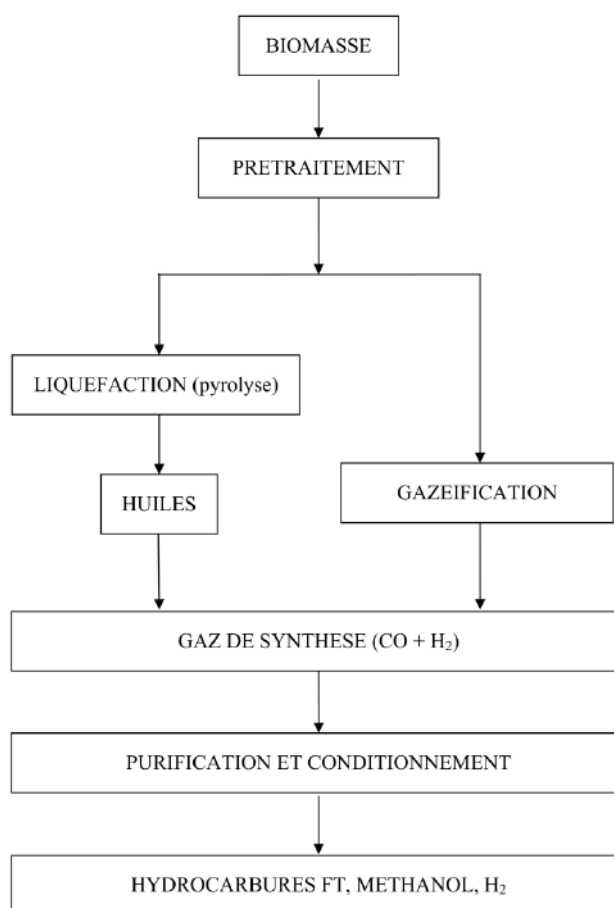 BIOMASSE
PRETRAITEMENT
LIQUEFACTION (pyrolyse)
HUILES
GAZEIFICATION
GAZ DE SYNTHESE (CO + H₂)
PURIFICATION ET CONDITIONNEMENT
HYDROCARBURES FT, METHANOL, H₂